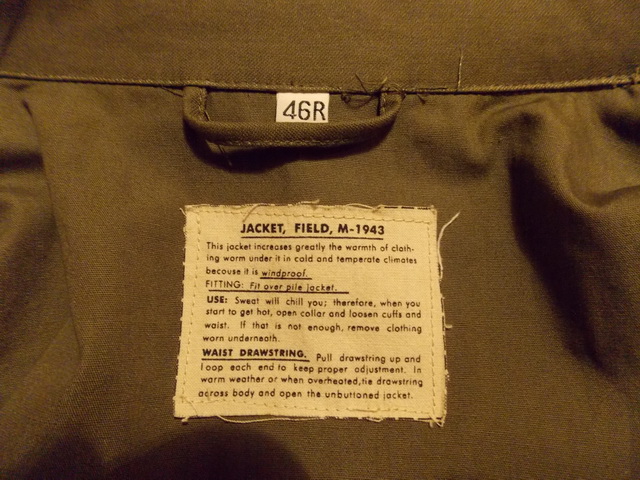 46R
JACKET, FIELD, M-1943
This jacket increases greatly the warmth of cloth-
ing worn under it in cold and temperate climates
because it is windproof.
FITTING: Fit over pile jacket.
USE: Sweat will chill you; therefore, when you
start to get hot, open collar and loosen cuffs and
waist. If that is not enough, remove clothing
worn underneath.
WAIST DRAWSTRING. Pull drawstring up and
loop each end to keep proper adjustment. In
warm weather or when overheated, tie drawstring
across body and open the unbuttoned jacket.